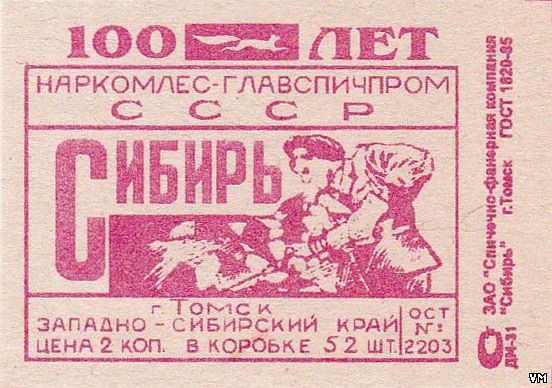 100 ЛЕТ
НАРКОМЛЕС-ГЛАВСПИЧПРОМ
СССР
СИБИРЬ
г. ТОМСК
ЗАПАДНО-СИБИРСКИЙ КРАЙ
ЦЕНА 2 КОП. В КОРОБКЕ 52 ШТ.
ОСТ
№:
2203
ЗАО "Спичечно-фанерная компания
"Сибирь" г.Томск ГОСТ 1820-85
ДМ-31
VM